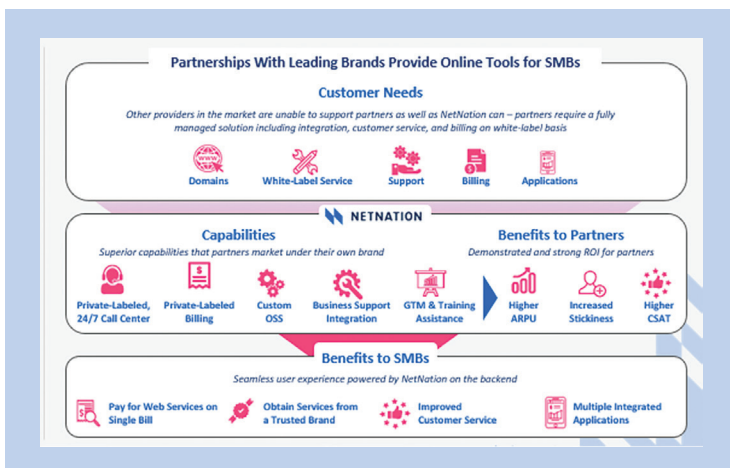 Partnerships With Leading Brands Provide Online Tools for SMBs
Customer Needs
Other providers in the market are unable to support partners as well as NetNation can – partners require a fully
managed solution including integration, customer service, and billing on white-label basis
WWW
Domains
White-Label Service
Support
Billing
Applications
NETNATION
Capabilities
Superior capabilities that partners market under their own brand
Private-Labeled,
24/7 Call Center
Private-Labeled
Billing
Custom
OSS
Business Support
Integration
GTM & Training
Assistance
Benefits to Partners
Demonstrated and strong ROI for partners
Higher
ARPU
Increased
Stickiness
Higher
CSAT
Benefits to SMBs
Seamless user experience powered by NetNation on the backend
Pay for Web Services on
Single Bill
Obtain Services from
a Trusted Brand
Improved
Customer Service
Multiple Integrated
Applications